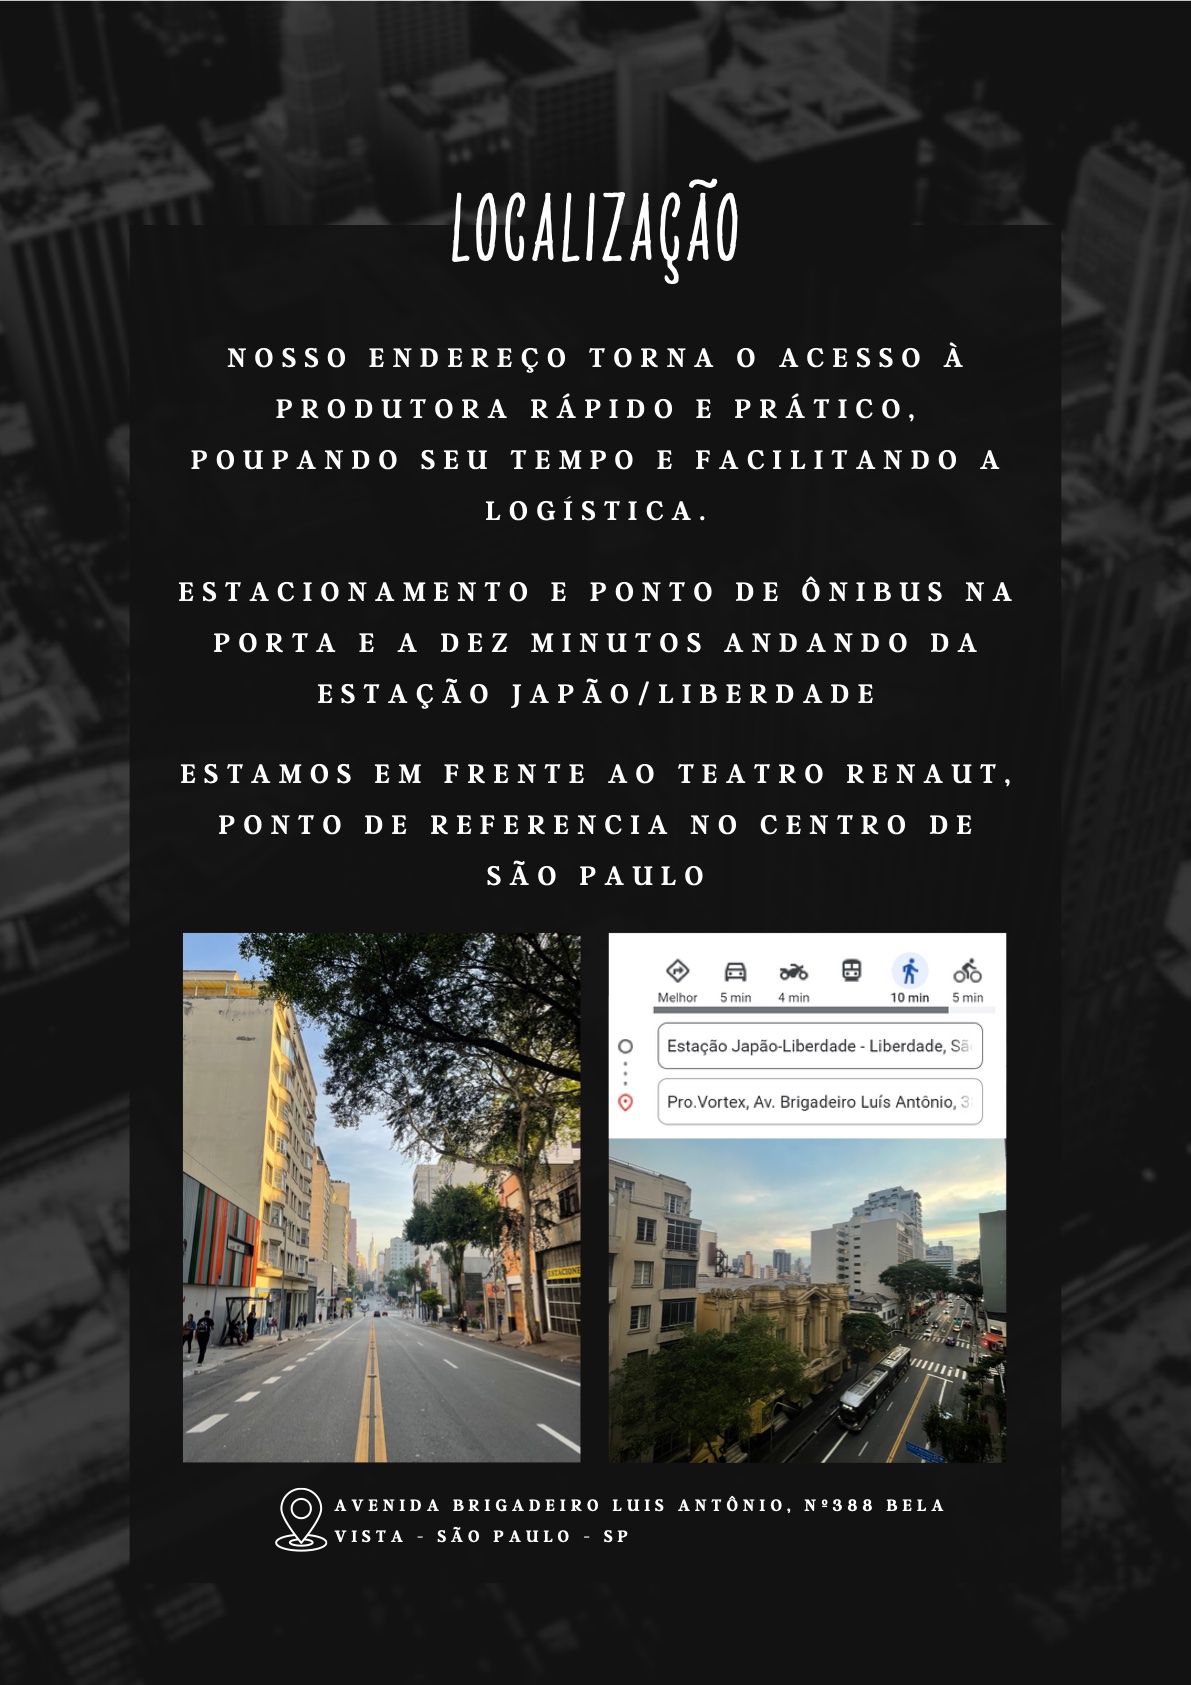 LOCALIZAÇÃO
NOSSO ENDEREÇO TORNA O ACESSO À
PRODUTORA RÁPIDO E PRÁTICO,
POUPANDO SEU TEMPO E FACILITANDO A
LOGÍSTICA.
ESTACIONAMENTO E PONTO DE ÔNIBUS NA
PORTA E A DEZ MINUTOS ANDANDO DA
ESTAÇÃO JAPÃO/LIBERDADE
ESTAMOS EM FRENTE AO TEATRO RENAUT,
PONTO DE REFERENCIA NO CENTRO DE
SÃO PAULO
ESTACIONE
Melhor 5 min 4 min 10 min 5 min
Estação Japão-Liberdade - Liberdade, Sã
Pro.Vortex, Av. Brigadeiro Luís Antônio, 3
AVENIDA BRIGADEIRO LUIS ANTÔNIO, Nº388 BELA
VISTA - SÃO PAULO - SP